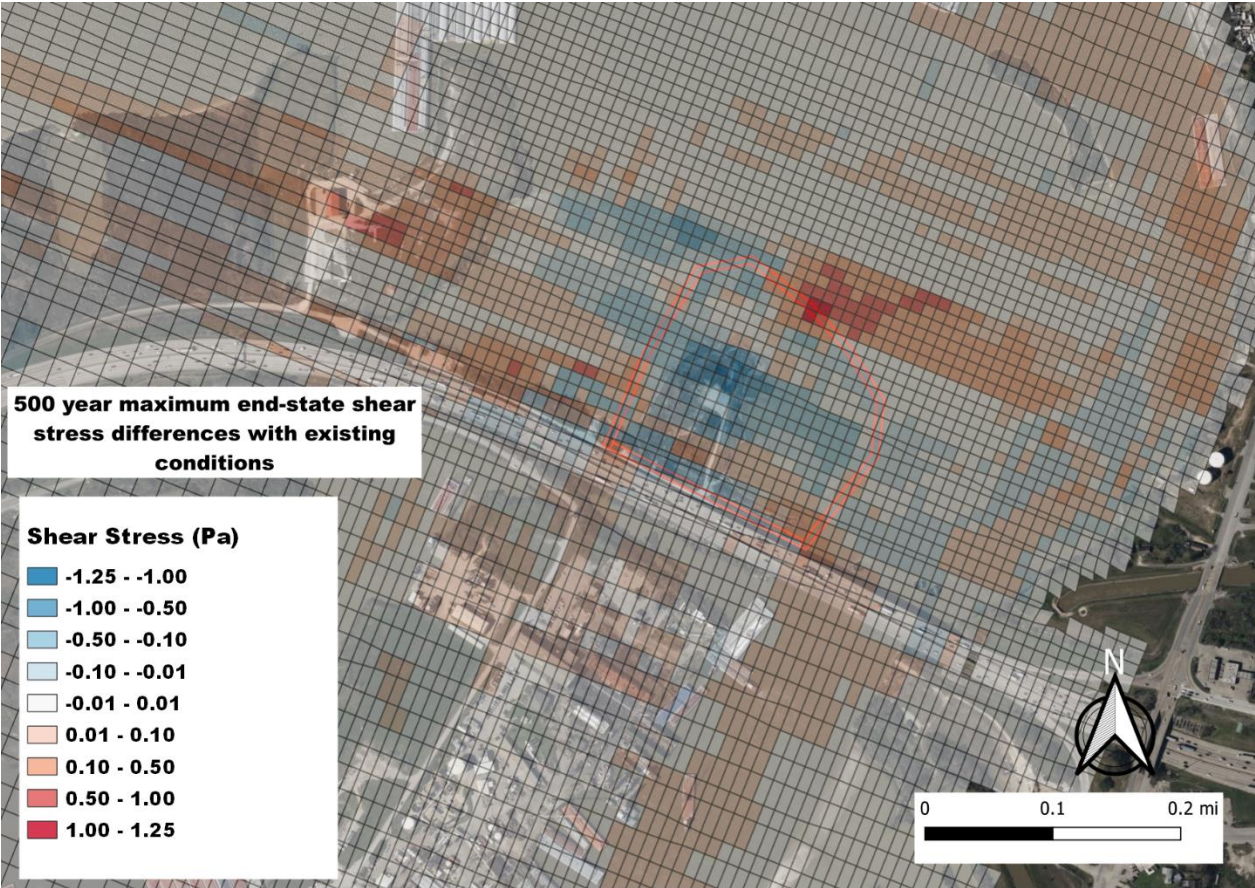 500 year maximum end-state shear
stress differences with existing
conditions
Shear Stress (Pa)
-1.25 - -1.00
-1.00 - -0.50
-0.50 - -0.10
-0.10 - -0.01
-0.01 - 0.01
0.01 - 0.10
0.10 - 0.50
0.50 - 1.00
1.00 - 1.25
N
0 0.1 0.2 mi